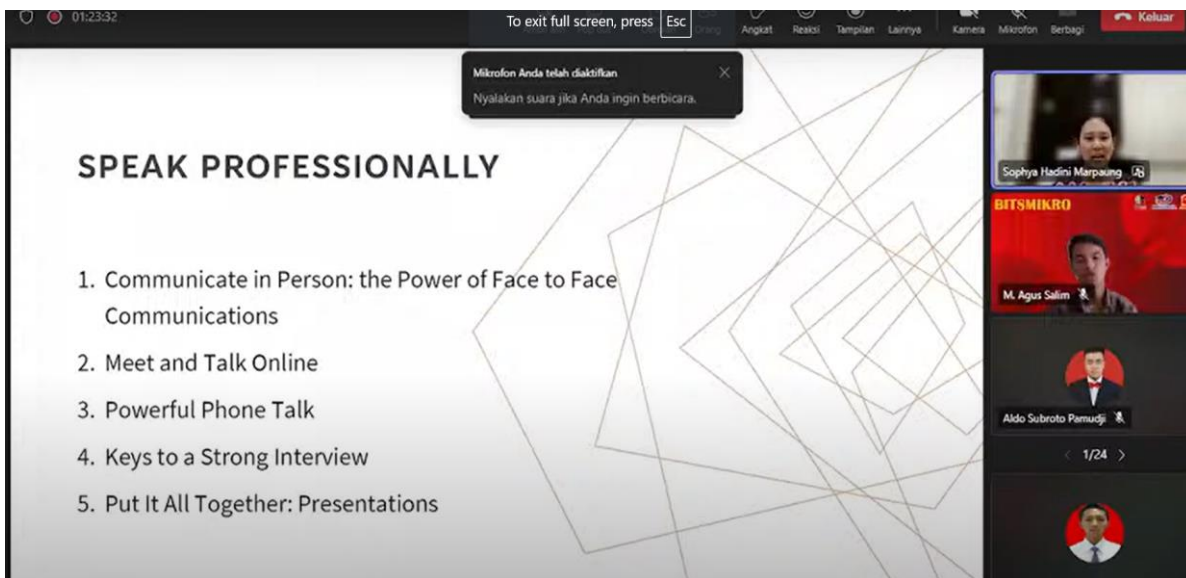 01:23:32
To exit full screen, press Esc
Angkat Reaksi Tampilan Lainnya Kamera Mikrofon Berbagi Keluar
Mikrofon Anda telah diaktifkan
Nyalakan suara jika Anda ingin berbicara.
SPEAK PROFESSIONALLY
1. Communicate in Person: the Power of Face to Face
Communications
2. Meet and Talk Online
3. Powerful Phone Talk
4. Keys to a Strong Interview
5. Put It All Together: Presentations
Sophya Hadini Marpaung
BITSMIKRO
M. Agus Salim
Aldo Subroto Pamudji
1/24